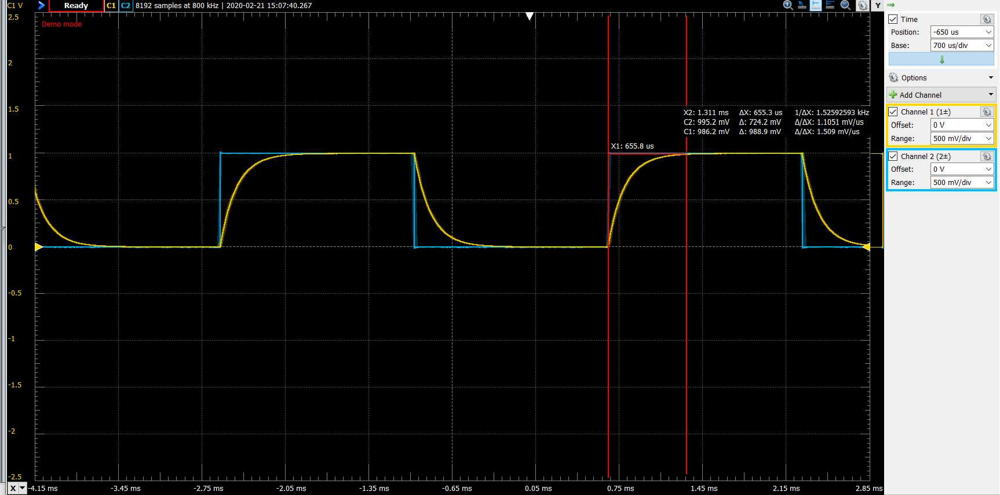 C1 V Ready C1 C2 8192 samples at 800 kHz | 2020-02-21 15:07:40.267 Y
Demo mode
2.5
2
1.5
1
0.5
0
-0.5
-1
-1.5
-2
-2.5
X2: 1.311 ms ΔX: 655.3 us 1/ΔX: 1.52592593 kHz
C2: 995.2 mV Δ: 724.2 mV Δ/ΔX: 1.1051 mV/us
C1: 986.2 mV Δ: 988.9 mV Δ/ΔX: 1.509 mV/us
X1: 655.8 us
X -4.15 ms -3.45 ms -2.75 ms -2.05 ms -1.35 ms -0.65 ms 0.05 ms 0.75 ms 1.45 ms 2.15 ms 2.85 ms
Time
Position: -650 us
Base: 700 us/div
Options
Add Channel
Channel 1 (1±)
Offset: 0 V
Range: 500 mV/div
Channel 2 (2±)
Offset: 0 V
Range: 500 mV/div